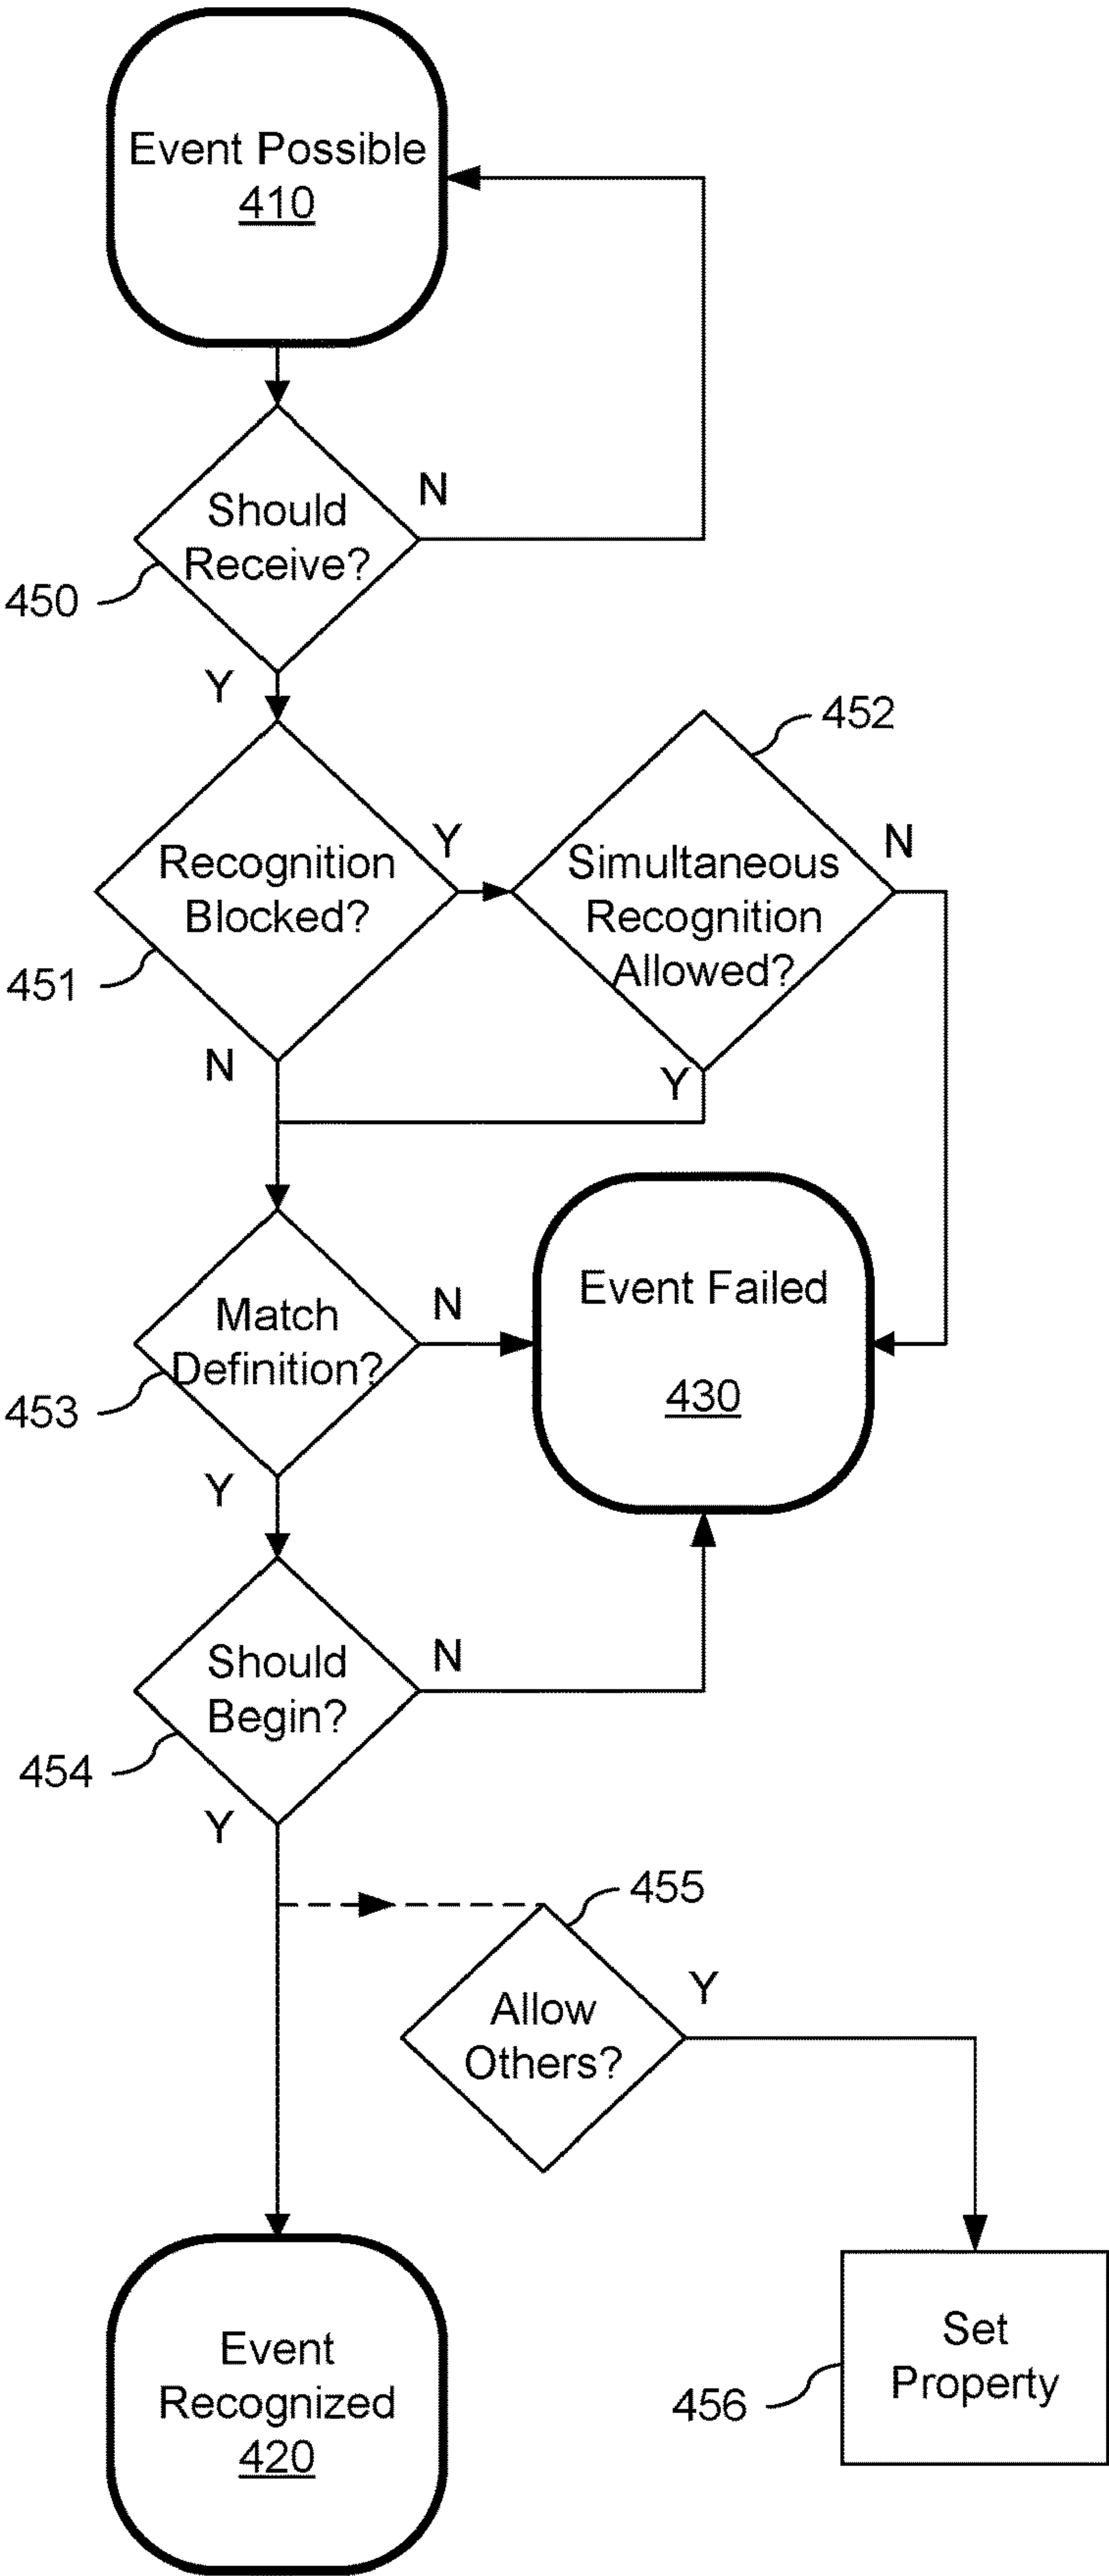 Event Possible
410
N
Should
Receive?
450
Y
452
Y
N
Recognition
Blocked?
Simultaneous
Recognition
Allowed?
451
N
Y
Event Failed
430
N
Match
Definition?
453
Y
N
Should
Begin?
454
Y
455
Y
Allow
Others?
Set
Property
456
Event
Recognized
420